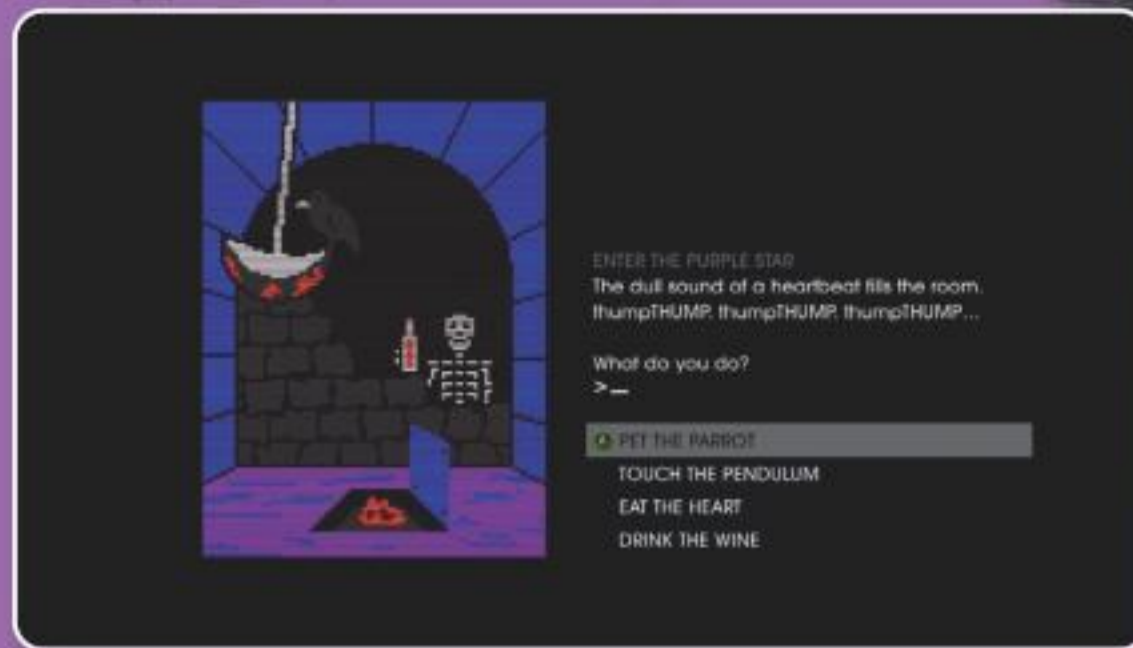 ENTER THE PURPLE STAR
The dull sound of a heartbeat fills the room.
thumpTHUMP. thumpTHUMP. thumpTHUMP...
What do you do?
>_
PET THE PARROT
TOUCH THE PENDULUM
EAT THE HEART
DRINK THE WINE